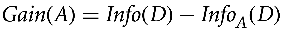 Gain(A) = Info(D) − Info_A(D)